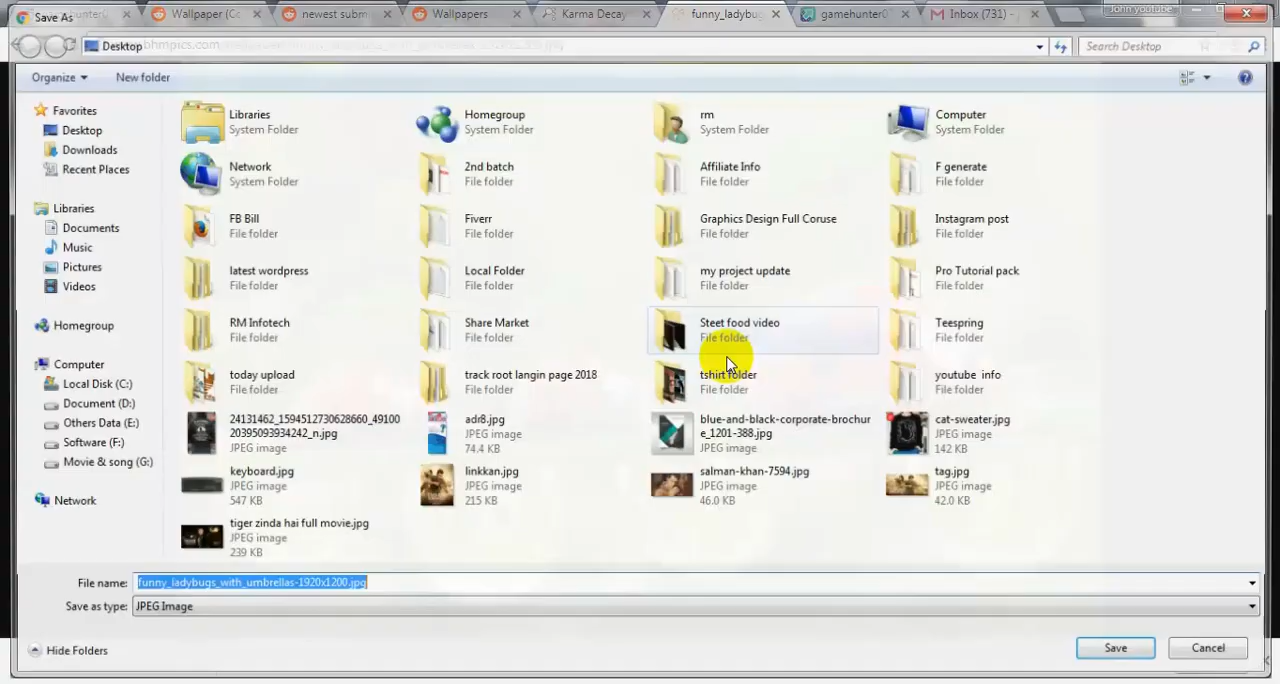 Save As
Wallpaper (Co
newest subm
Wallpapers
Karma Decay
funny_ladybug
gamehunter0
Inbox (731) -
John youtube
Desktop
bhmpics.com
Search Desktop
Organize
New folder
Favorites
Desktop
Downloads
Recent Places
Libraries
Documents
Music
Pictures
Videos
Homegroup
Computer
Local Disk (C:)
Document (D:)
Others Data (E:)
Software (F:)
Movie & song (G:)
Network
Libraries
System Folder
Homegroup
System Folder
rm
System Folder
Computer
System Folder
Network
System Folder
2nd batch
File folder
Affiliate Info
File folder
F generate
File folder
FB Bill
File folder
Fiverr
File folder
Graphics Design Full Coruse
File folder
Instagram post
File folder
latest wordpress
File folder
Local Folder
File folder
my project update
File folder
Pro Tutorial pack
File folder
RM Infotech
File folder
Share Market
File folder
Steet food video
File folder
Teespring
File folder
today upload
File folder
track root langin page 2018
File folder
tshirt folder
File folder
youtube info
File folder
24131462_1594512730628660_49100
20395093934242_n.jpg
JPEG image
adr8.jpg
JPEG image
74.4 KB
blue-and-black-corporate-brochur
e_1201-388.jpg
JPEG image
cat-sweater.jpg
JPEG image
142 KB
keyboard.jpg
JPEG image
547 KB
linkkan.jpg
JPEG image
215 KB
salman-khan-7594.jpg
JPEG image
46.0 KB
tag.jpg
JPEG image
42.0 KB
tiger zinda hai full movie.jpg
JPEG image
239 KB
File name: funny_ladybugs_with_umbrellas-1920x1200.jpg
Save as type: JPEG Image
Hide Folders
Save
Cancel